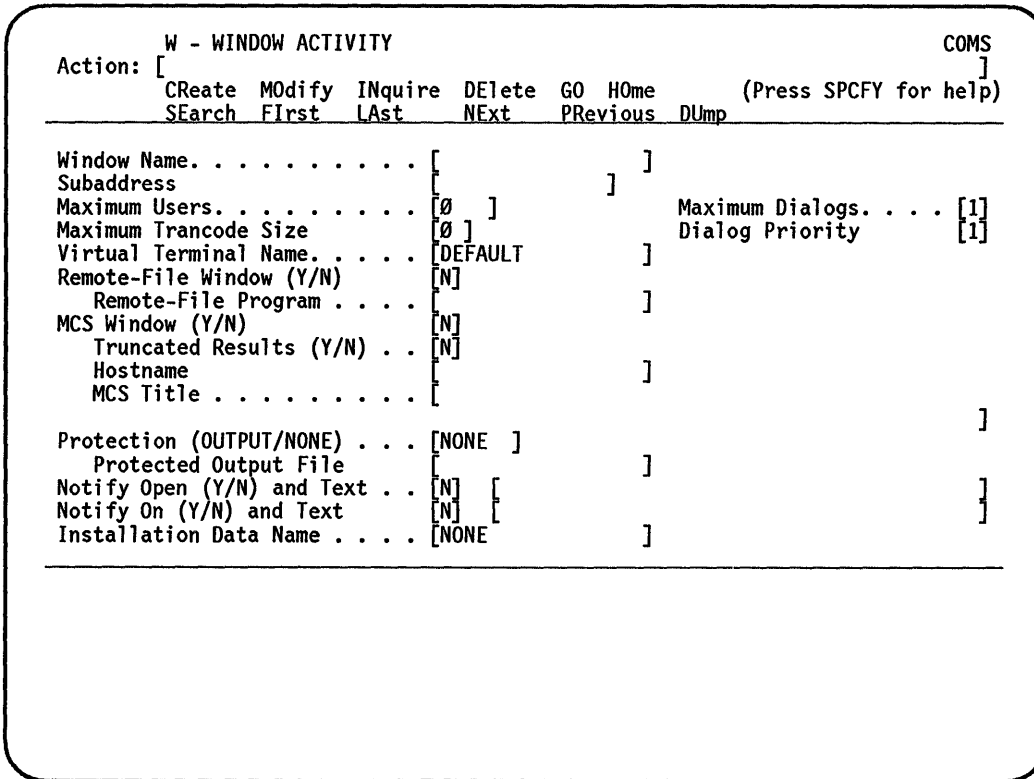 W - WINDOW ACTIVITY COMS
Action: [ ]
CReate MOdify INquire DElete GO HOme (Press SPCFY for help)
SEarch FIrst LAst NExt PRevious DUmp
Window Name. . . . . . . . . . [ ]
Subaddress [ ]
Maximum Users. . . . . . . . . [Ø ] Maximum Dialogs. . . . [1]
Maximum Trancode Size [Ø ] Dialog Priority [1]
Virtual Terminal Name. . . . . [DEFAULT ]
Remote-File Window (Y/N) [N]
Remote-File Program . . . . [ ]
MCS Window (Y/N) [N]
Truncated Results (Y/N) . . [N]
Hostname [ ]
MCS Title . . . . . . . . . [
]
Protection (OUTPUT/NONE) . . . [NONE ]
Protected Output File [ ]
Notify Open (Y/N) and Text . . [N] [ ]
Notify On (Y/N) and Text [N] [ ]
Installation Data Name . . . . [NONE ]